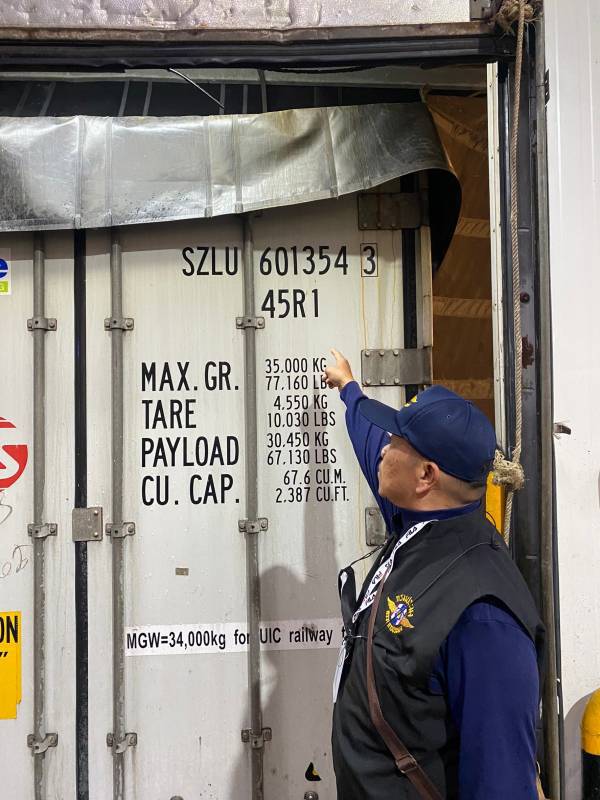 SZLU 601354 3
45R1
MAX. GR. 35.000 KG
77.160 LBS
TARE 4.550 KG
10.030 LBS
PAYLOAD 30.450 KG
67.130 LBS
CU. CAP. 67.6 CU.M.
2.387 CU.FT.
MGW=34,000kg for UIC railway
ON
"